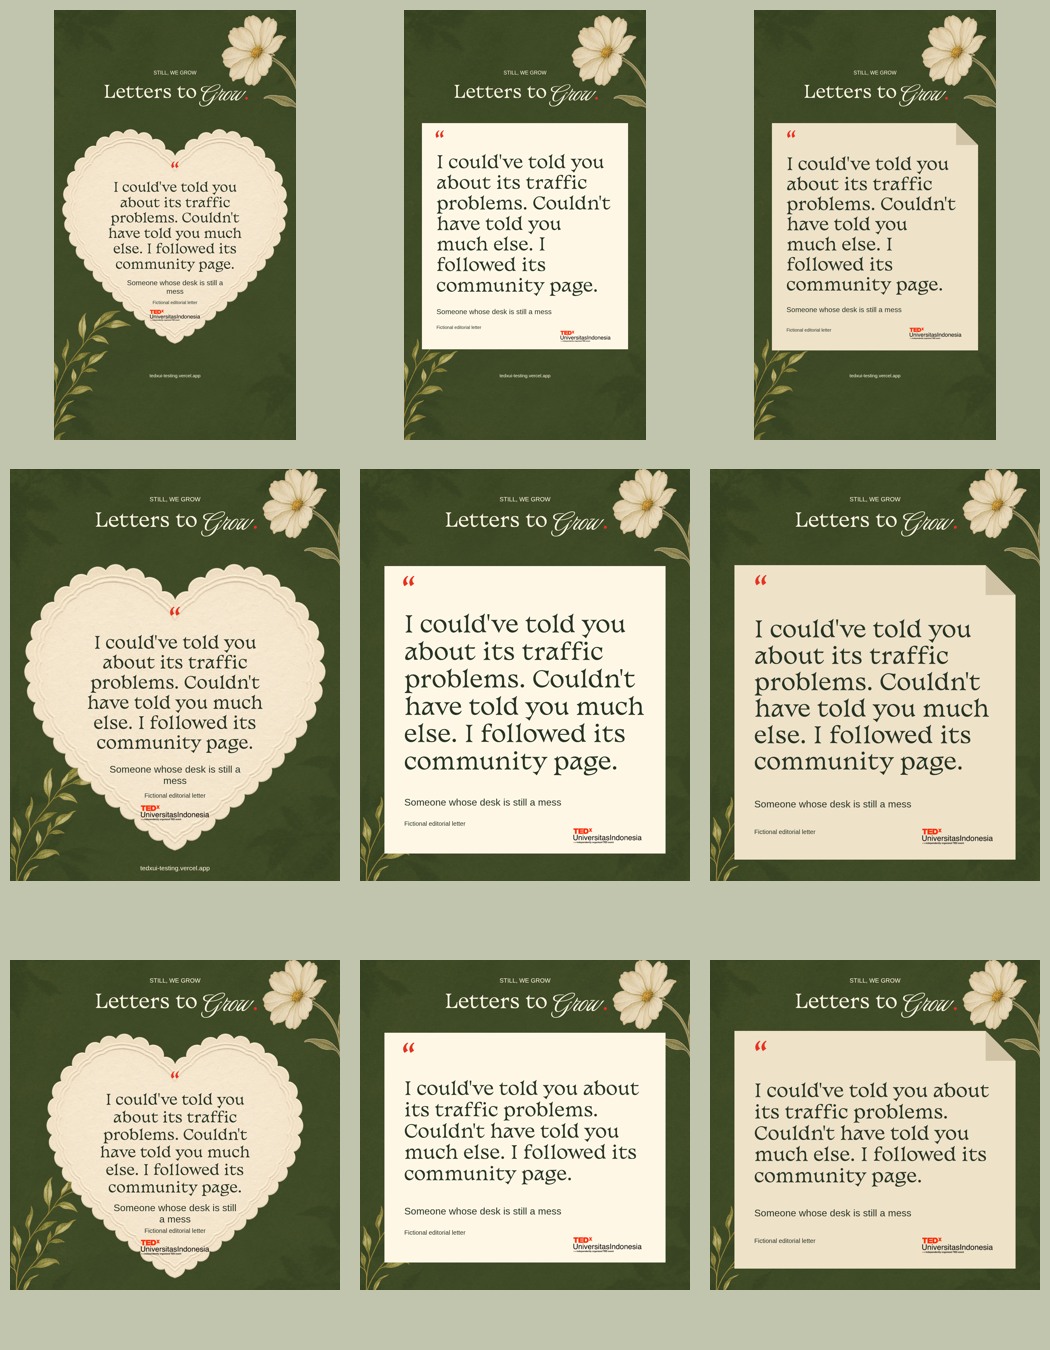 STILL, WE GROW
Letters to Grow.
“
I could've told you
about its traffic
problems. Couldn't
have told you much
else. I followed its
community page.
Someone whose desk is still a
mess
Fictional editorial letter
TEDx
UniversitasIndonesia
tedxui-testing.vercel.app
STILL, WE GROW
Letters to Grow.
“
I could've told you
about its traffic
problems. Couldn't
have told you
much else. I
followed its
community page.
Someone whose desk is still a mess
Fictional editorial letter
TEDx
UniversitasIndonesia
tedxui-testing.vercel.app
STILL, WE GROW
Letters to Grow.
“
I could've told you
about its traffic
problems. Couldn't
have told you
much else. I
followed its
community page.
Someone whose desk is still a mess
Fictional editorial letter
TEDx
UniversitasIndonesia
tedxui-testing.vercel.app
STILL, WE GROW
Letters to Grow.
“
I could've told you
about its traffic
problems. Couldn't
have told you much
else. I followed its
community page.
Someone whose desk is still a
mess
Fictional editorial letter
TEDx
UniversitasIndonesia
tedxui-testing.vercel.app
STILL, WE GROW
Letters to Grow.
“
I could've told you
about its traffic
problems. Couldn't
have told you much
else. I followed its
community page.
Someone whose desk is still a mess
Fictional editorial letter
TEDx
UniversitasIndonesia
STILL, WE GROW
Letters to Grow.
“
I could've told you
about its traffic
problems. Couldn't
have told you much
else. I followed its
community page.
Someone whose desk is still a mess
Fictional editorial letter
TEDx
UniversitasIndonesia
STILL, WE GROW
Letters to Grow.
“
I could've told you
about its traffic
problems. Couldn't
have told you much
else. I followed its
community page.
Someone whose desk is still
a mess
Fictional editorial letter
TEDx
UniversitasIndonesia
STILL, WE GROW
Letters to Grow.
“
I could've told you about
its traffic problems.
Couldn't have told you
much else. I followed its
community page.
Someone whose desk is still a mess
Fictional editorial letter
TEDx
UniversitasIndonesia
STILL, WE GROW
Letters to Grow.
“
I could've told you about
its traffic problems.
Couldn't have told you
much else. I followed its
community page.
Someone whose desk is still a mess
Fictional editorial letter
TEDx
UniversitasIndonesia